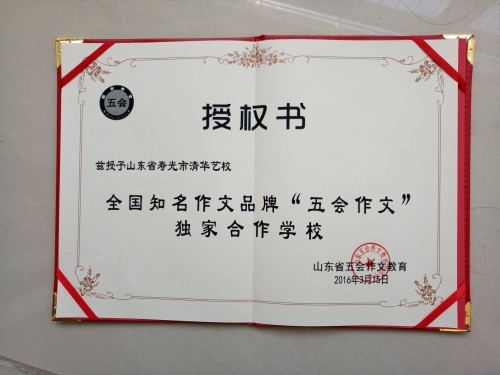 五会
授权书
兹授予山东省寿光市清华艺校
全国知名作文品牌“五会作文”
独家合作学校
山东省五会作文教育
2016年3月15日